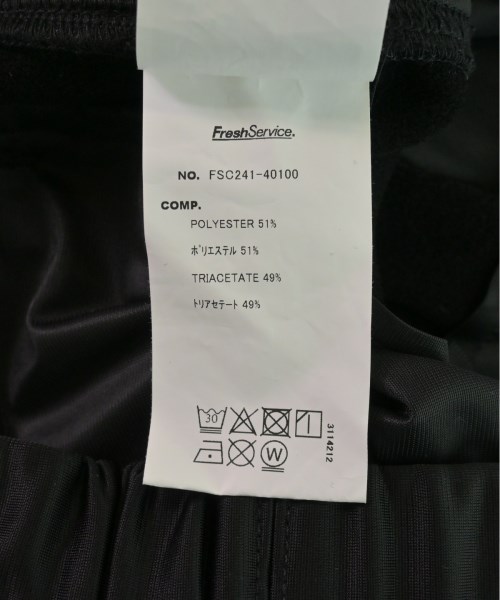 FreshService.
NO. FSC241-40100
COMP.
POLYESTER 51%
ﾎﾟﾘｴｽﾃﾙ 51%
TRIACETATE 49%
ﾄﾘｱｾﾃｰﾄ 49%
30
W
3114212